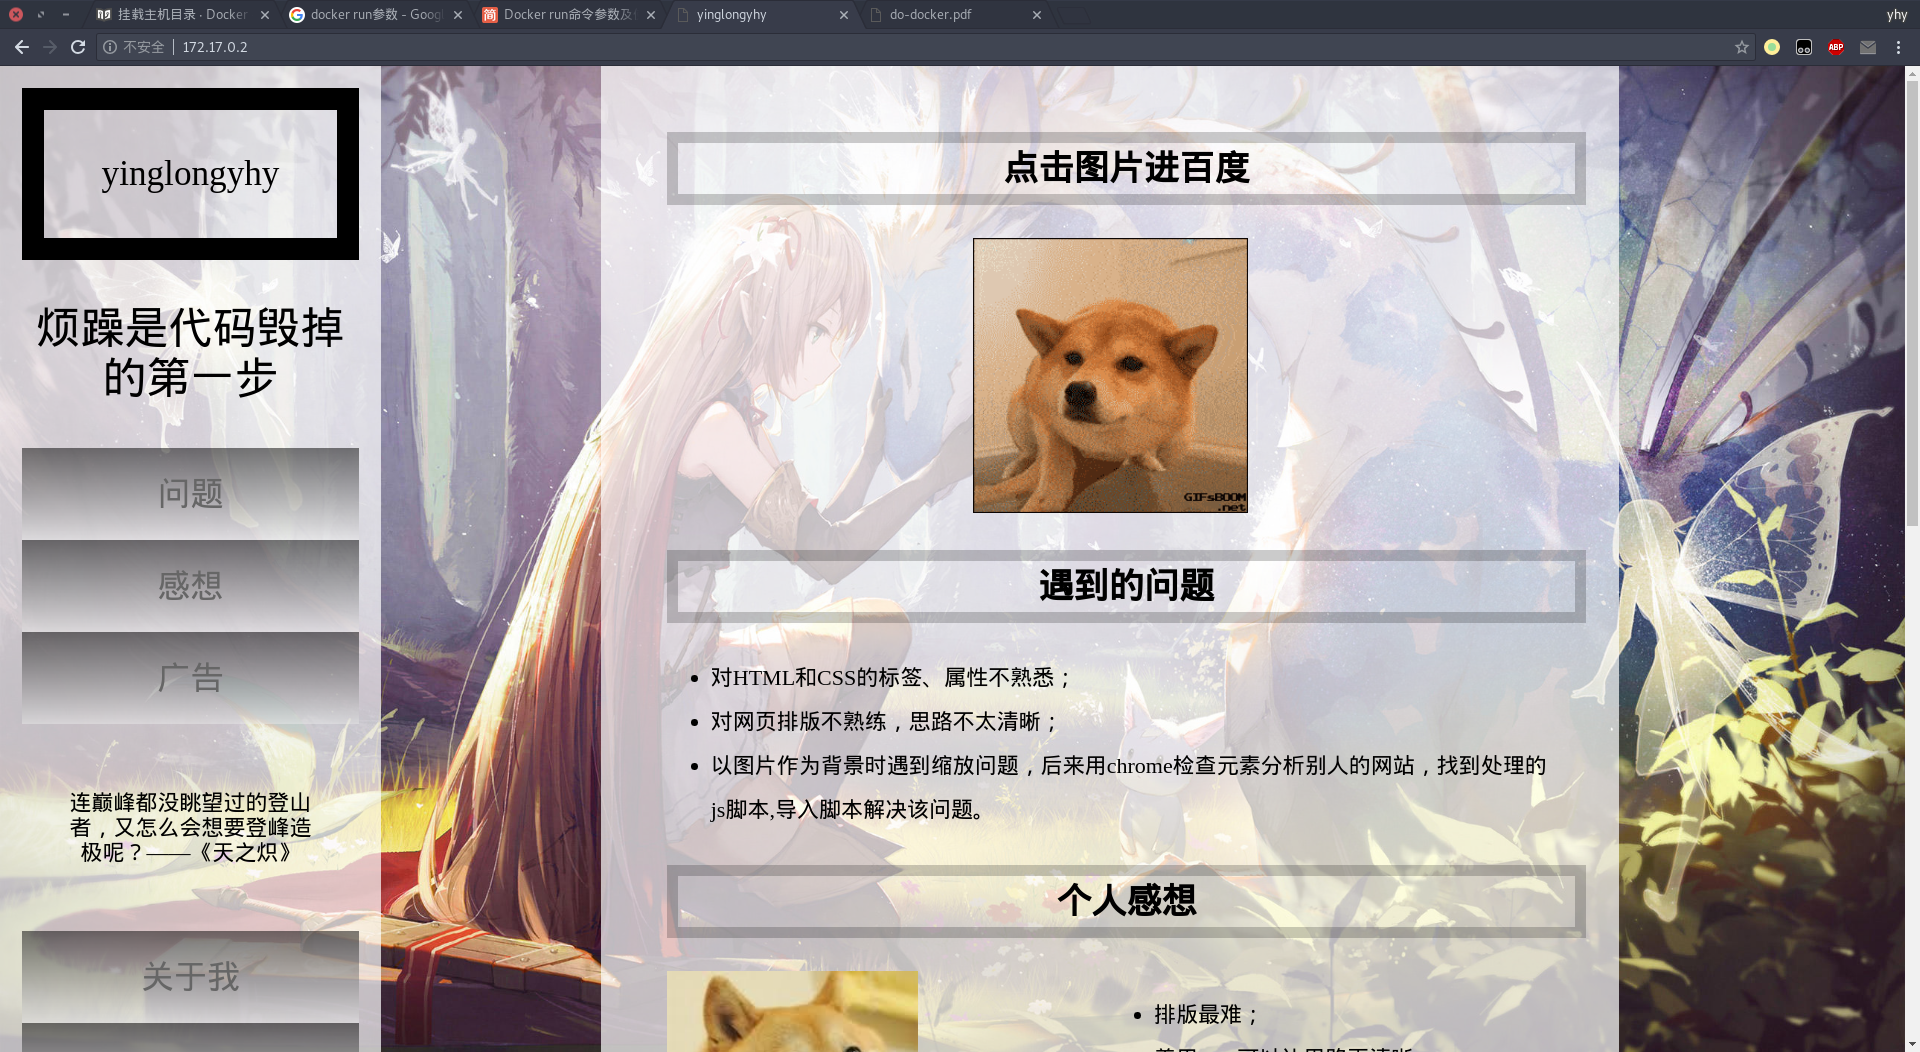 挂载主机目录 · Docker
docker run参数 - Goog
Docker run命令参数及
yinglongyhy
do-docker.pdf
yhy
不安全
172.17.0.2
ABP
yinglongyhy
烦躁是代码毁掉
的第一步
问题
感想
广告
连巅峰都没眺望过的登山
者，又怎么会想要登峰造
极呢？——《天之炽》
关于我
点击图片进百度
GIFsBOOM
.net
遇到的问题
• 对HTML和CSS的标签、属性不熟悉；
• 对网页排版不熟练，思路不太清晰；
• 以图片作为背景时遇到缩放问题，后来用chrome检查元素分析别人的网站，找到处理的
js脚本,导入脚本解决该问题。
个人感想
• 排版最难；